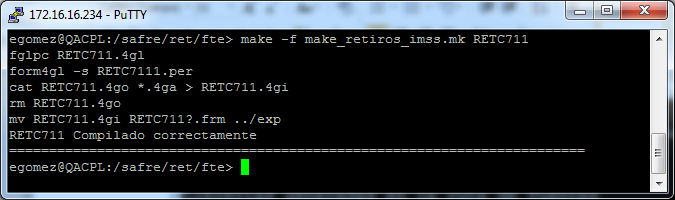 172.16.16.234 - PuTTY
egomez@QACPL:/safre/ret/fte> make -f make_retiros_imss.mk RETC711
fglpc RETC711.4gl
form4gl -s RETC7111.per
cat RETC711.4go *.4ga > RETC711.4gi
rm RETC711.4go
mv RETC711.4gi RETC711?.frm ../exp
RETC711 Compilado correctamente
========================================================================
egomez@QACPL:/safre/ret/fte>